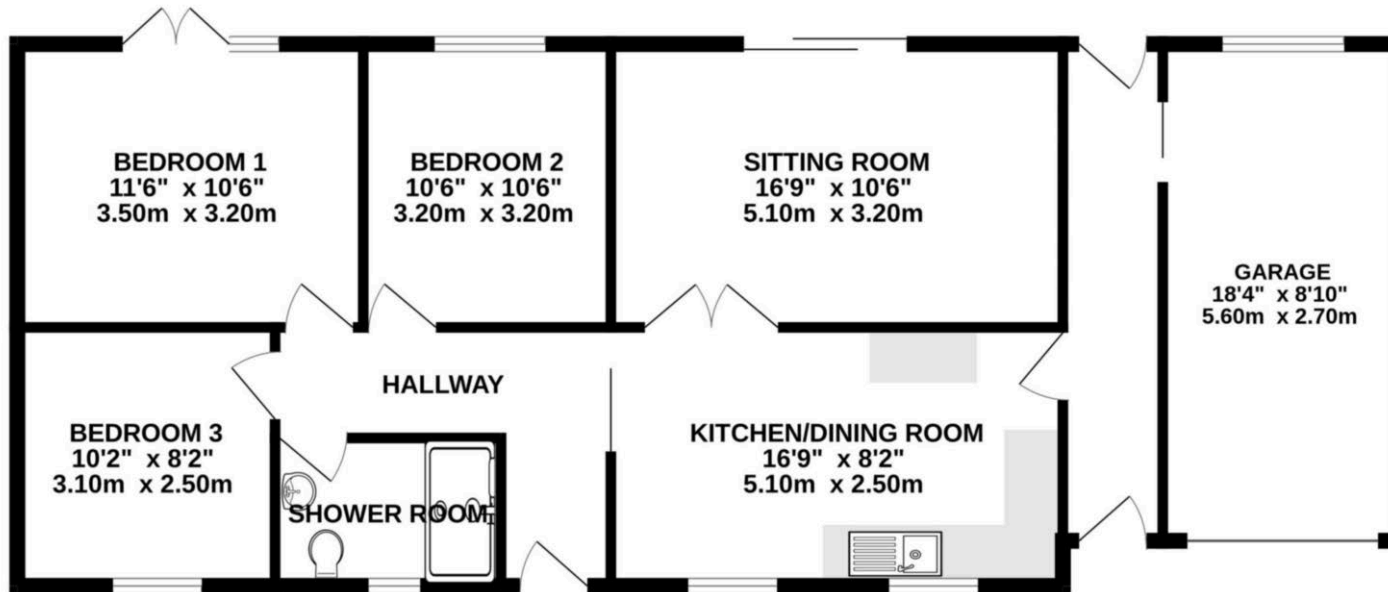 BEDROOM 1
11'6" x 10'6"
3.50m x 3.20m
BEDROOM 2
10'6" x 10'6"
3.20m x 3.20m
SITTING ROOM
16'9" x 10'6"
5.10m x 3.20m
GARAGE
18'4" x 8'10"
5.60m x 2.70m
HALLWAY
BEDROOM 3
10'2" x 8'2"
3.10m x 2.50m
KITCHEN/DINING ROOM
16'9" x 8'2"
5.10m x 2.50m
SHOWER ROOM